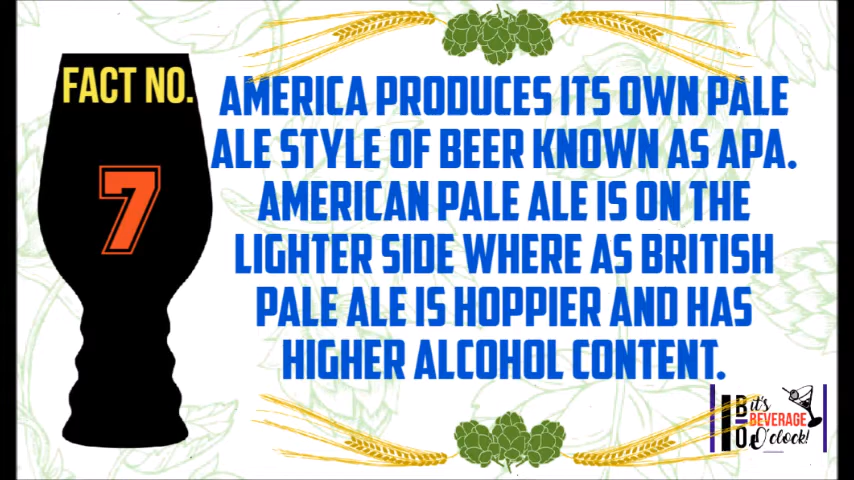 FACT NO.
7
AMERICA PRODUCES ITS OWN PALE
ALE STYLE OF BEER KNOWN AS APA.
AMERICAN PALE ALE IS ON THE
LIGHTER SIDE WHERE AS BRITISH
PALE ALE IS HOPPIER AND HAS
HIGHER ALCOHOL CONTENT.
IBO
it's
BEVERAGE
O'clock!